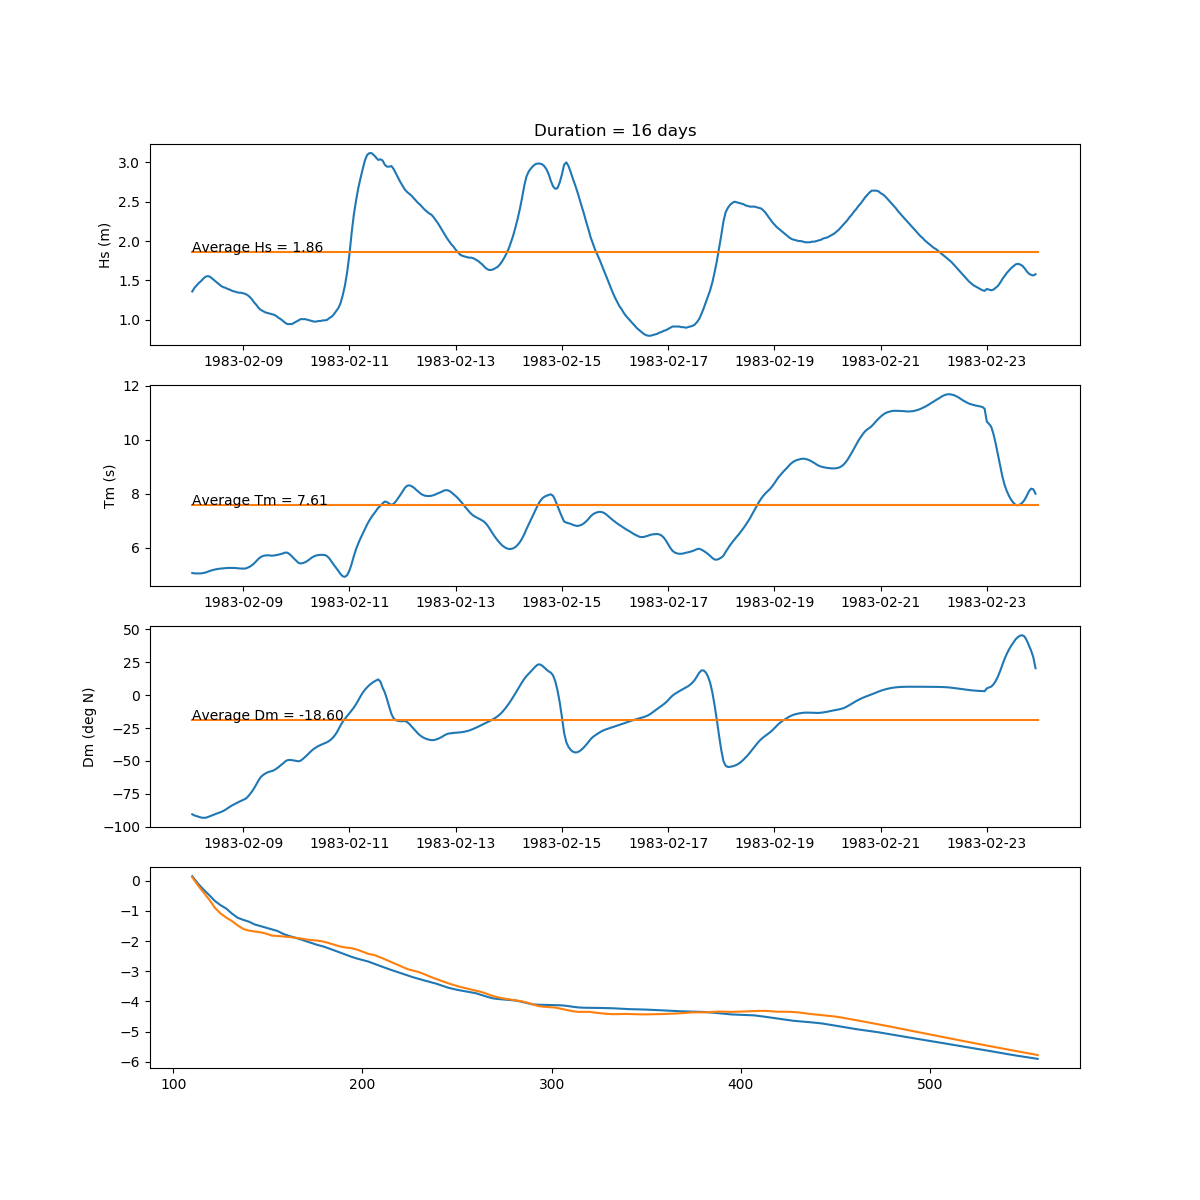 Duration = 16 days
Hs (m)
3.0
2.5
2.0
1.5
1.0
Average Hs = 1.86
1983-02-09 1983-02-11 1983-02-13 1983-02-15 1983-02-17 1983-02-19 1983-02-21 1983-02-23
Tm (s)
12
10
8
6
Average Tm = 7.61
1983-02-09 1983-02-11 1983-02-13 1983-02-15 1983-02-17 1983-02-19 1983-02-21 1983-02-23
Dm (deg N)
50
25
0
−25
−50
−75
−100
Average Dm = -18.60
1983-02-09 1983-02-11 1983-02-13 1983-02-15 1983-02-17 1983-02-19 1983-02-21 1983-02-23
0
−1
−2
−3
−4
−5
−6
100 200 300 400 500